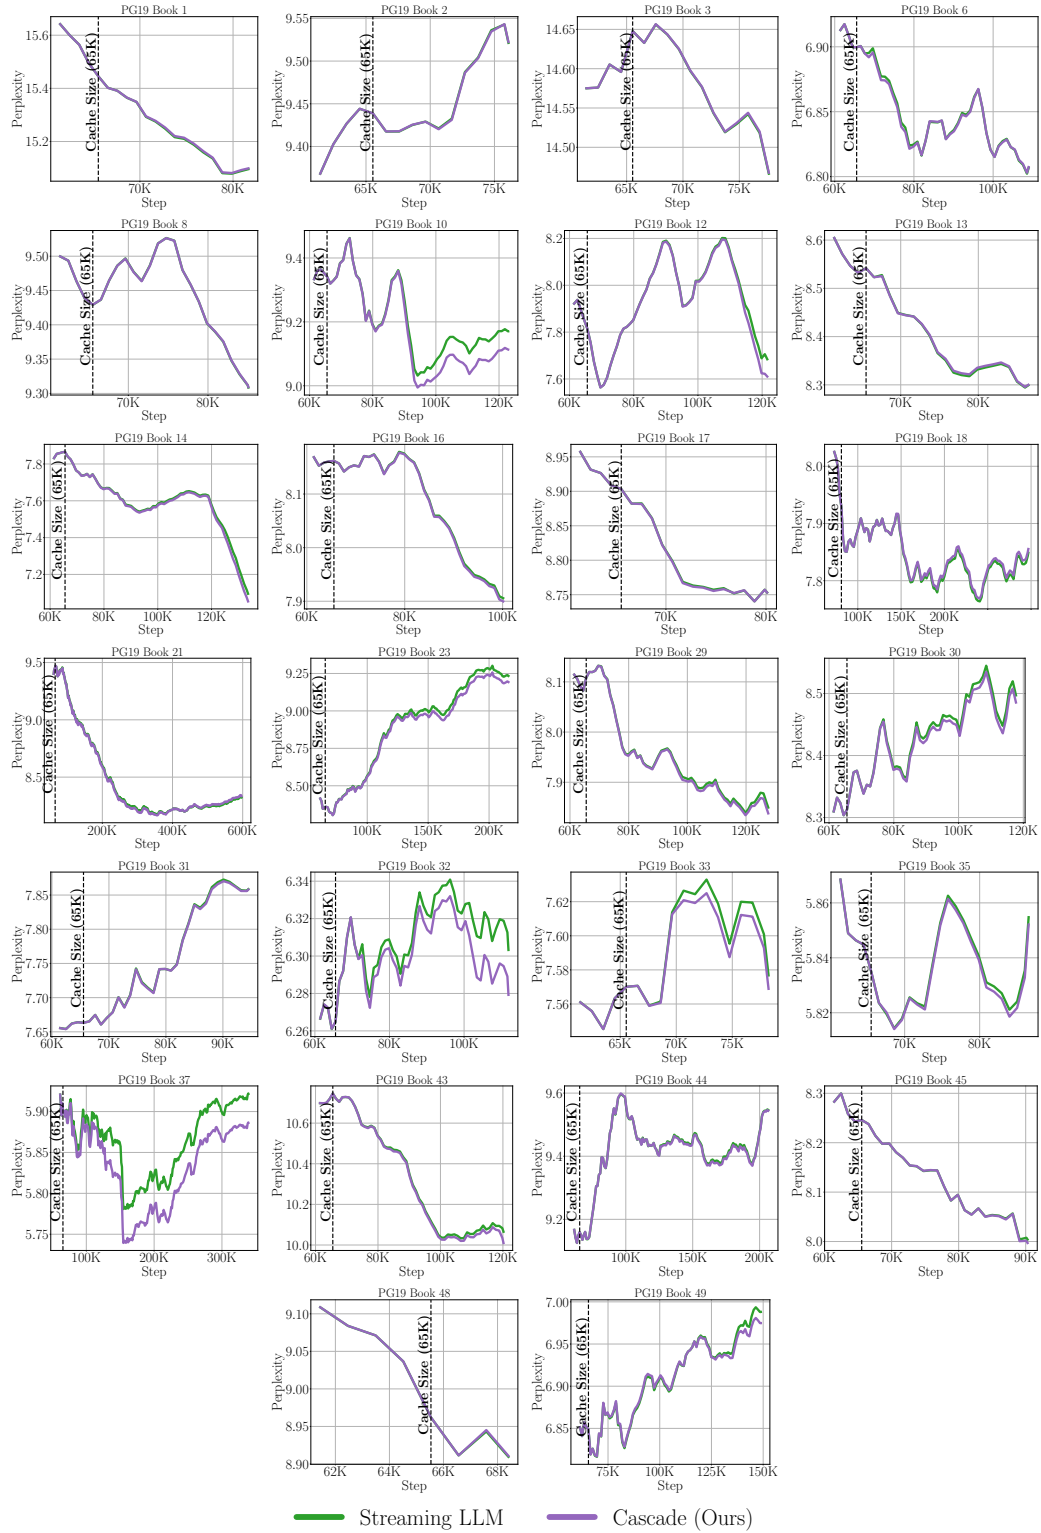 PG19 Book 1
Perplexity
15.6
15.4
15.2
Cache Size (65K)
70K
80K
Step
PG19 Book 2
Perplexity
9.55
9.50
9.45
9.40
Cache Size (65K)
65K
70K
75K
Step
PG19 Book 3
Perplexity
14.65
14.60
14.55
14.50
Cache Size (65K)
65K
70K
75K
Step
PG19 Book 6
Perplexity
6.90
6.85
6.80
Cache Size (65K)
60K
80K
100K
Step
PG19 Book 8
Perplexity
9.50
9.45
9.40
9.35
9.30
Cache Size (65K)
70K
80K
Step
PG19 Book 10
Perplexity
9.4
9.2
9.0
Cache Size (65K)
60K
80K
100K
120K
Step
PG19 Book 12
Perplexity
8.2
8.0
7.8
7.6
Cache Size (65K)
60K
80K
100K
120K
Step
PG19 Book 13
Perplexity
8.6
8.5
8.4
8.3
Cache Size (65K)
60K
70K
80K
Step
PG19 Book 14
Perplexity
7.8
7.6
7.4
7.2
Cache Size (65K)
60K
80K
100K
120K
Step
PG19 Book 16
Perplexity
8.1
8.0
7.9
Cache Size (65K)
60K
80K
100K
Step
PG19 Book 17
Perplexity
8.95
8.90
8.85
8.80
8.75
Cache Size (65K)
70K
80K
Step
PG19 Book 18
Perplexity
8.0
7.9
7.8
Cache Size (65K)
100K
150K
200K
Step
PG19 Book 21
Perplexity
9.5
9.0
8.5
Cache Size (65K)
200K
400K
600K
Step
PG19 Book 23
Perplexity
9.25
9.00
8.75
8.50
Cache Size (65K)
100K
150K
200K
Step
PG19 Book 29
Perplexity
8.1
8.0
7.9
Cache Size (65K)
60K
80K
100K
120K
Step
PG19 Book 30
Perplexity
8.5
8.4
8.3
Cache Size (65K)
60K
80K
100K
120K
Step
PG19 Book 31
Perplexity
7.85
7.80
7.75
7.70
7.65
Cache Size (65K)
60K
70K
80K
90K
Step
PG19 Book 32
Perplexity
6.34
6.32
6.30
6.28
6.26
Cache Size (65K)
60K
80K
100K
Step
PG19 Book 33
Perplexity
7.62
7.60
7.58
7.56
Cache Size (65K)
65K
70K
75K
Step
PG19 Book 35
Perplexity
5.86
5.84
5.82
Cache Size (65K)
70K
80K
Step
PG19 Book 37
Perplexity
5.90
5.85
5.80
5.75
Cache Size (65K)
100K
200K
300K
Step
PG19 Book 43
Perplexity
10.6
10.4
10.2
10.0
Cache Size (65K)
60K
80K
100K
120K
Step
PG19 Book 44
Perplexity
9.6
9.4
9.2
Cache Size (65K)
100K
150K
200K
Step
PG19 Book 45
Perplexity
8.3
8.2
8.1
8.0
Cache Size (65K)
60K
70K
80K
90K
Step
PG19 Book 48
Perplexity
9.10
9.05
9.00
8.95
8.90
Cache Size (65K)
62K
64K
66K
68K
Step
PG19 Book 49
Perplexity
7.00
6.95
6.90
6.85
Cache Size (65K)
75K
100K
125K
150K
Step
Streaming LLM
Cascade (Ours)